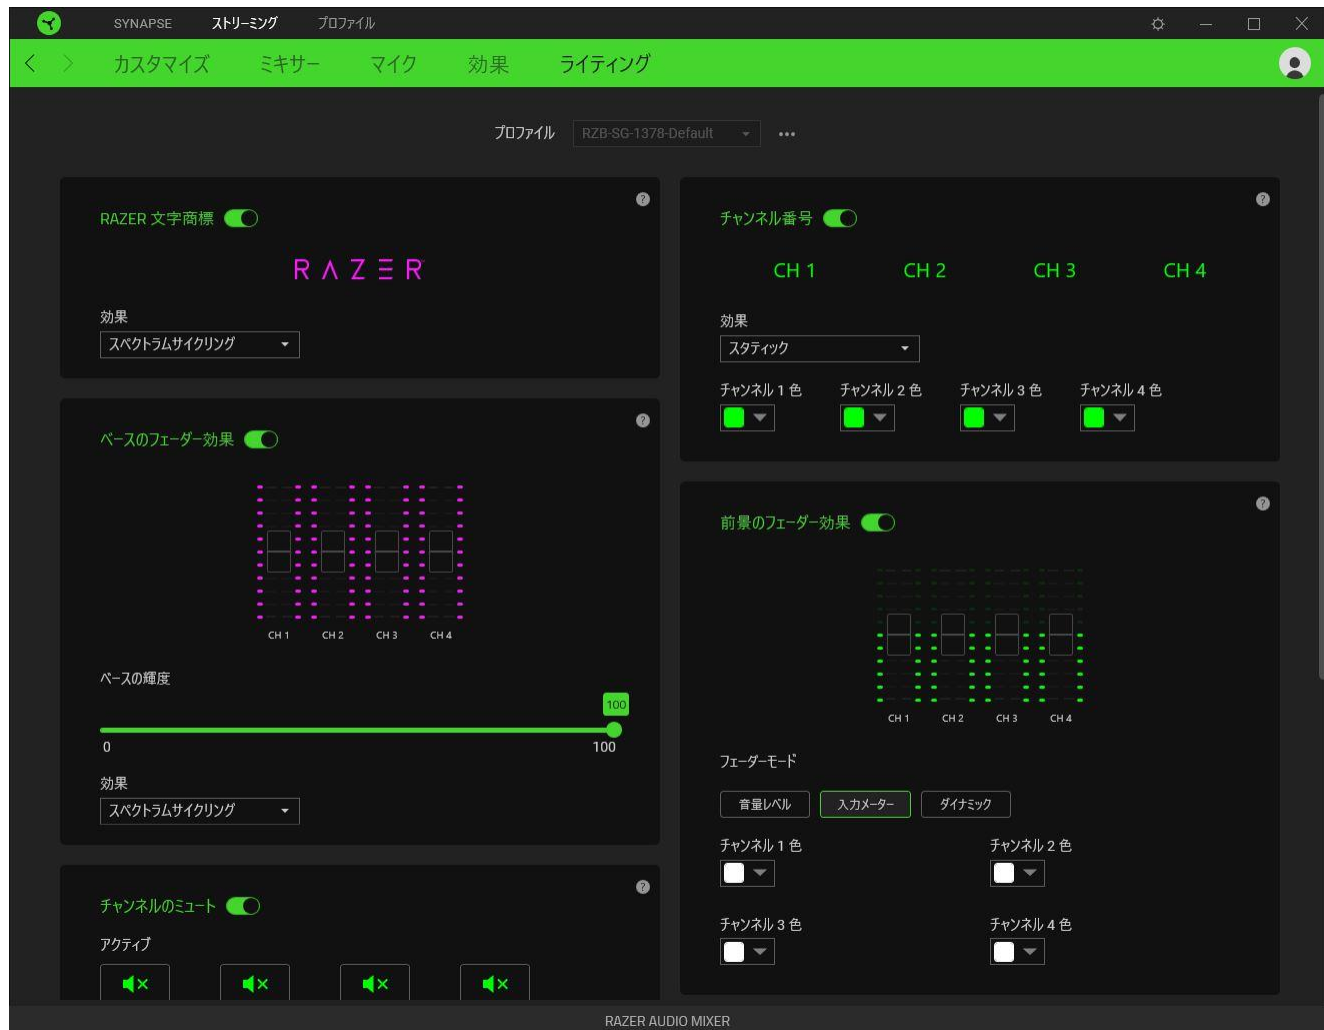 SYNAPSE ストリーミング プロファイル
カスタマイズ ミキサー マイク 効果 ライティング
プロファイル RZB-SG-1378-Default
RAZER 文字商標
RAZER
効果
スペクトラムサイクリング
ベースのフェーダー効果
CH 1 CH 2 CH 3 CH 4
ベースの輝度
100
0 100
効果
スペクトラムサイクリング
チャンネルのミュート
アクティブ
チャンネル番号
CH 1 CH 2 CH 3 CH 4
効果
スタティック
チャンネル 1 色 チャンネル 2 色 チャンネル 3 色 チャンネル 4 色
前景のフェーダー効果
CH 1 CH 2 CH 3 CH 4
フェーダーモード
音量レベル 入力メーター ダイナミック
チャンネル 1 色 チャンネル 2 色
チャンネル 3 色 チャンネル 4 色
RAZER AUDIO MIXER